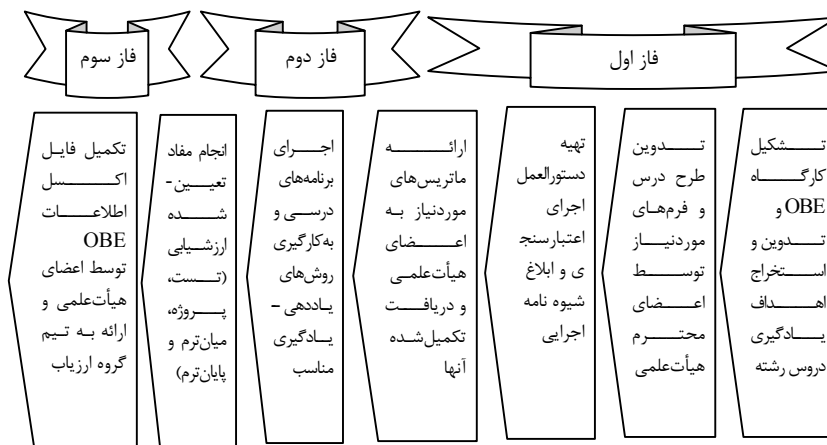 فاز اول
فاز دوم
فاز سوم
تشکیل
کارگاه
OBE و
تدوین و
استخراج
اهداف
یادگیری
دروس رشته
تدوین
طرح درس
و فرم‌های
موردنیاز
توسط
اعضای
محترم
هیأت‌علمی
تهیه
دستورالعمل
اجرای
اعتبارسنج
ی و ابلاغ
شیوه نامه
اجرایی
ارائه
ماتریس‌های
موردنیاز به
اعضای
هیأت‌علمی
و دریافت
تکمیل‌شده
آنها
اجرای
برنامه‌های
درسی و
به‌کارگیری
روش‌های
یاددهی –
یادگیری
مناسب
انجام مفاد
تعیین-
شده
ارزشیابی
(تست،
پروژه،
میان‌ترم و
پایان‌ترم)
تکمیل فایل
اکسل
اطلاعات
OBE
توسط اعضای
هیأت‌علمی و
ارائه به تیم
گروه ارزیاب